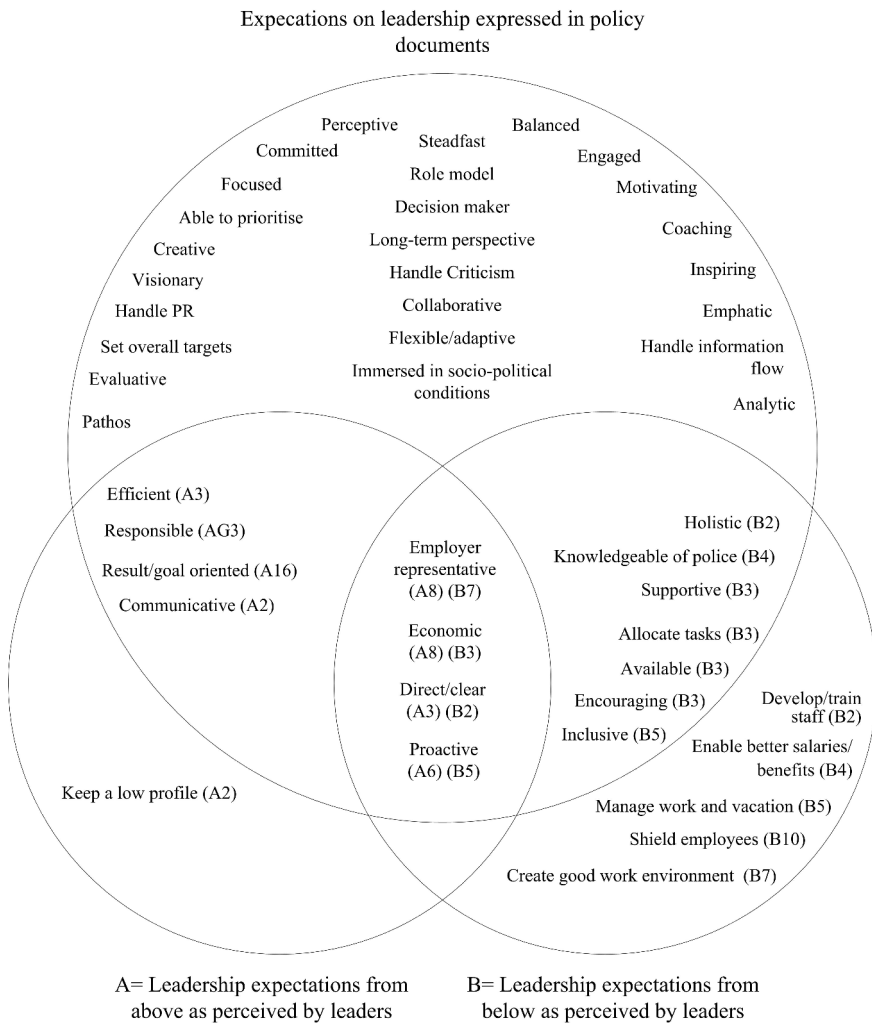 Expecations on leadership expressed in policy
documents
Perceptive
Steadfast
Balanced
Committed
Engaged
Focused
Role model
Motivating
Able to prioritise
Decision maker
Coaching
Creative
Long-term perspective
Visionary
Handle Criticism
Inspiring
Handle PR
Collaborative
Emphatic
Set overall targets
Flexible/adaptive
Handle information
flow
Evaluative
Immersed in socio-political
conditions
Analytic
Pathos
Efficient (A3)
Responsible (AG3)
Result/goal oriented (A16)
Communicative (A2)
Employer
representative
(A8) (B7)
Economic
(A8) (B3)
Direct/clear
(A3) (B2)
Proactive
(A6) (B5)
Holistic (B2)
Knowledgeable of police (B4)
Supportive (B3)
Allocate tasks (B3)
Available (B3)
Encouraging (B3)
Inclusive (B5)
Develop/train
staff (B2)
Enable better salaries/
benefits (B4)
Manage work and vacation (B5)
Shield employees (B10)
Create good work environment (B7)
Keep a low profile (A2)
A= Leadership expectations from
above as perceived by leaders
B= Leadership expectations from
below as perceived by leaders